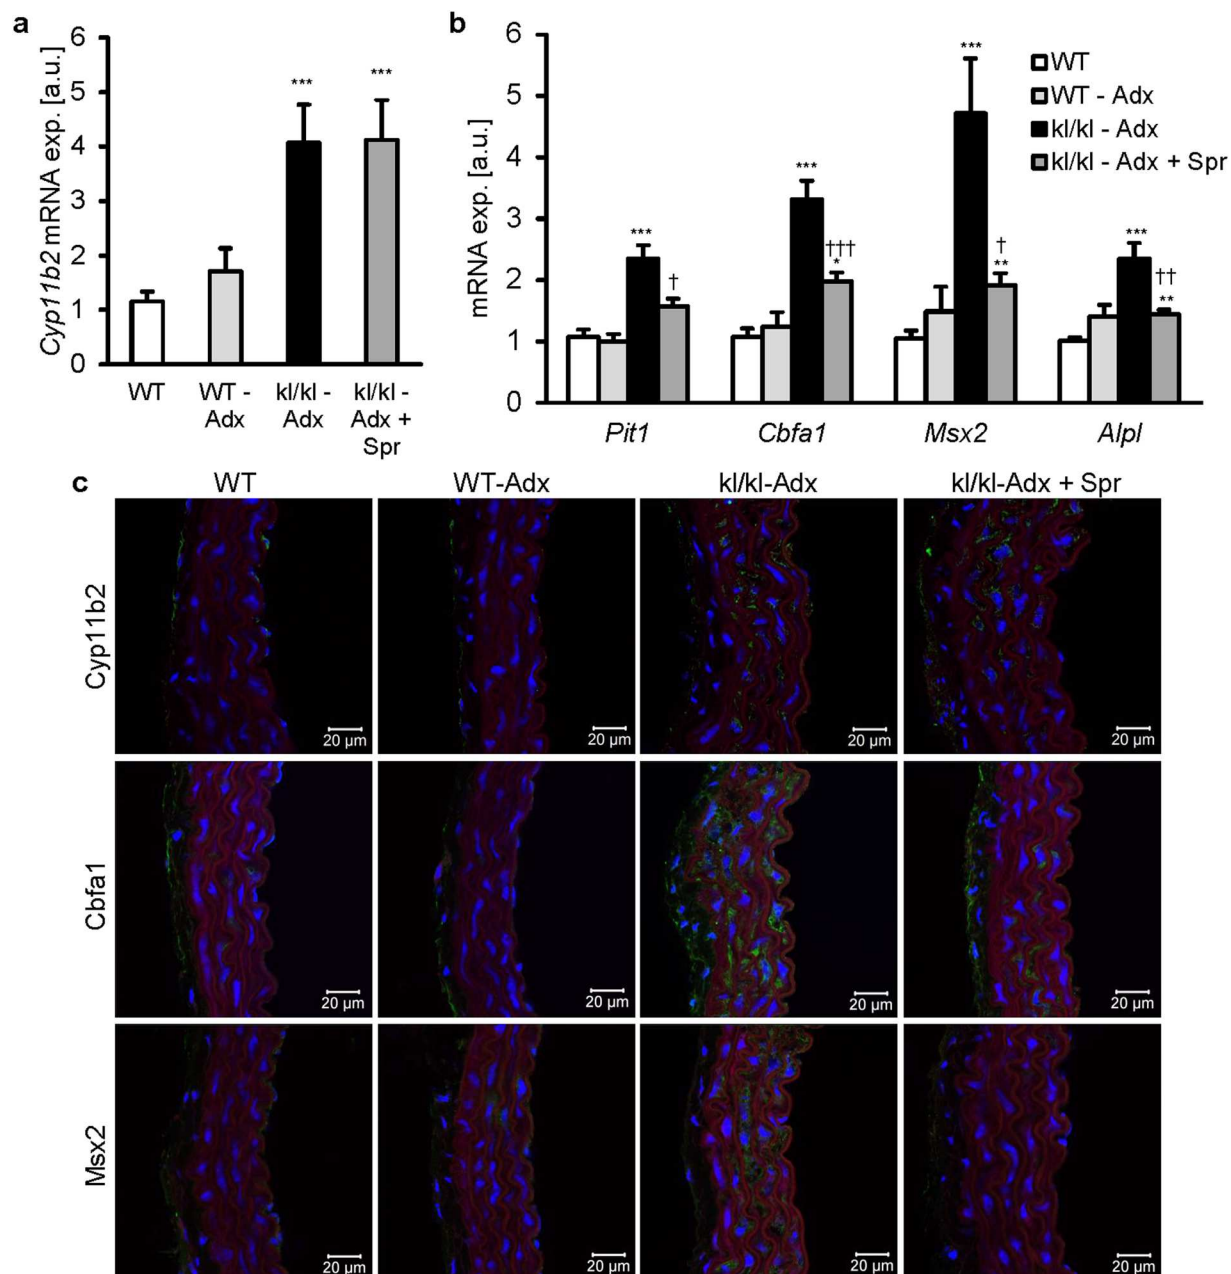 a
Cyp11b2 mRNA exp. [a.u.]
6
5
4
3
2
1
0
***
***
WT
WT -
Adx
kl/kl -
Adx
kl/kl -
Adx +
Spr
b
mRNA exp. [a.u.]
6
5
4
3
2
1
0
***
†
***
†††
*
***
†
**
***
††
**
WT
WT - Adx
kl/kl - Adx
kl/kl - Adx + Spr
Pit1
Cbfa1
Msx2
Alpl
c
WT
WT-Adx
kl/kl-Adx
kl/kl-Adx + Spr
Cyp11b2
20 µm
20 µm
20 µm
20 µm
Cbfa1
20 µm
20 µm
20 µm
20 µm
Msx2
20 µm
20 µm
20 µm
20 µm